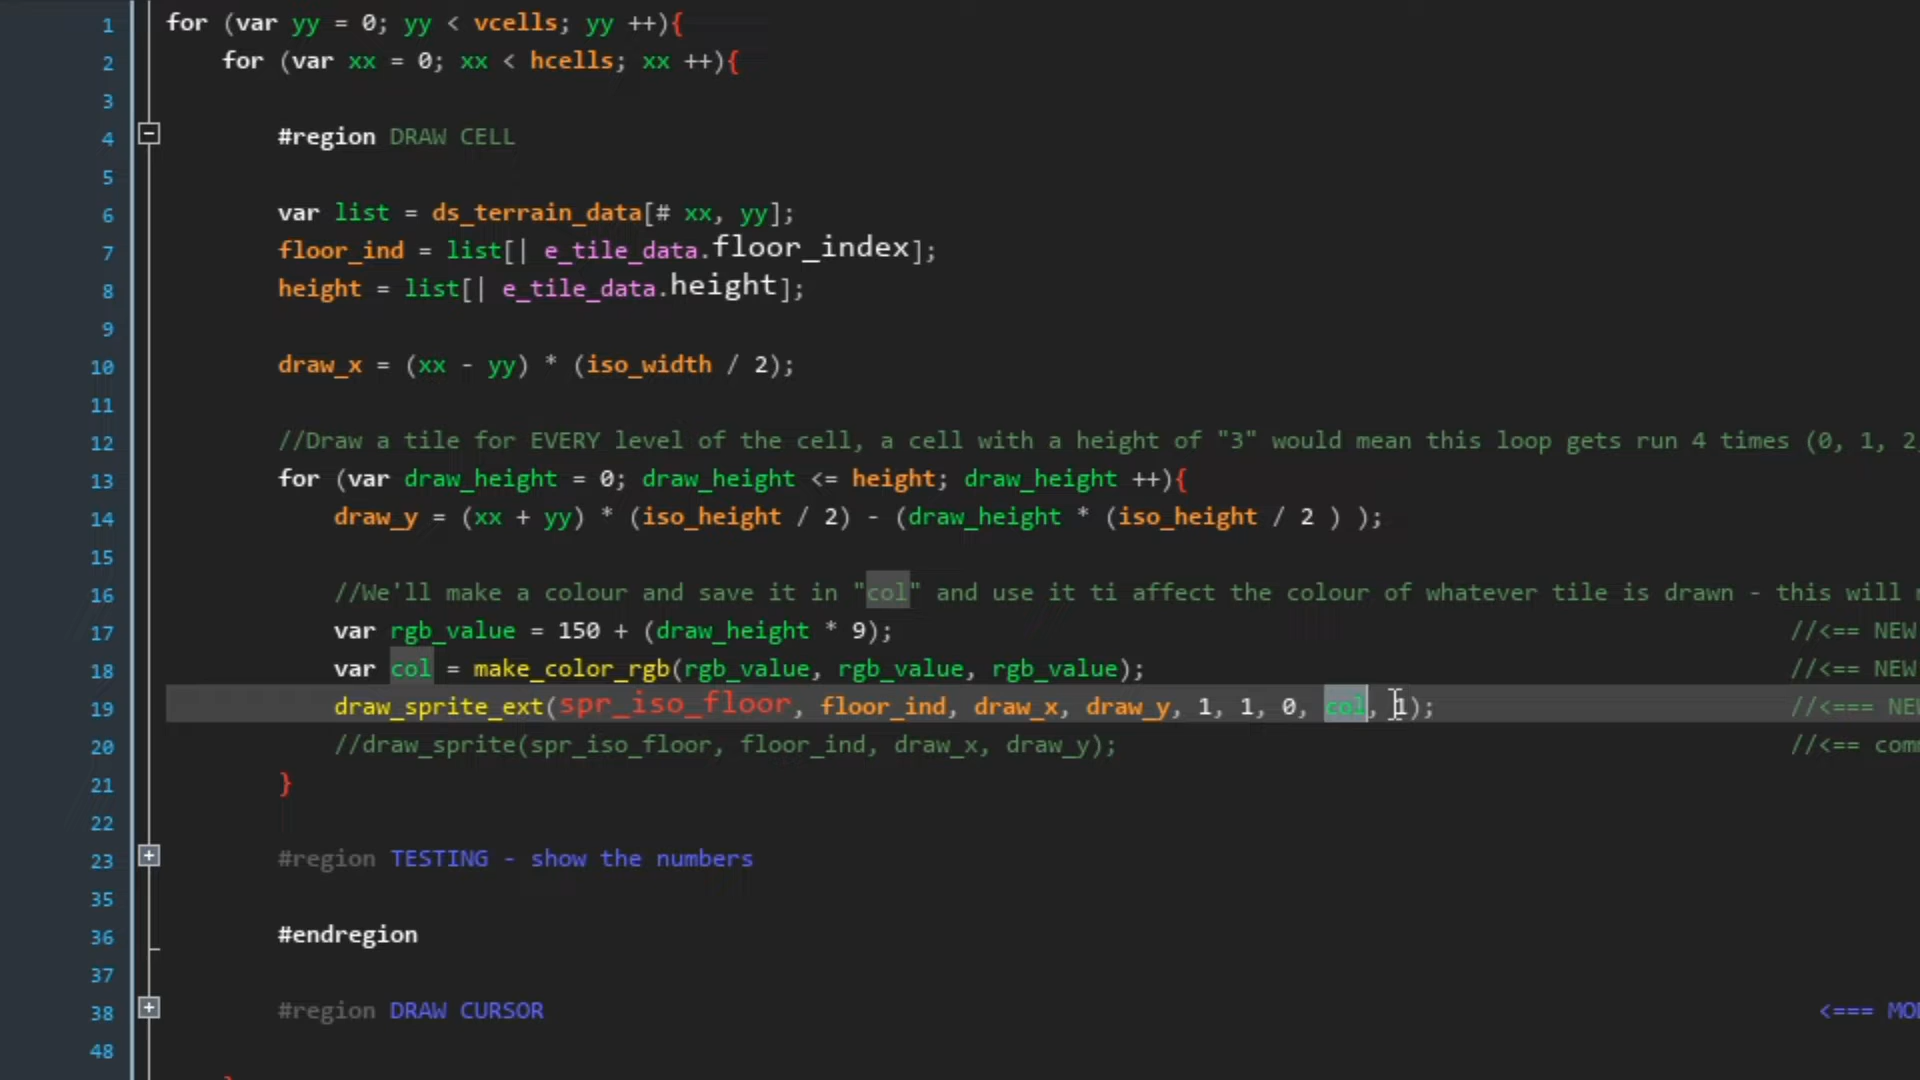 1 for (var yy = 0; yy < vcells; yy ++){
2 for (var xx = 0; xx < hcells; xx ++){
3
4 #region DRAW CELL
5
6 var list = ds_terrain_data[# xx, yy];
7 floor_ind = list[| e_tile_data.floor_index];
8 height = list[| e_tile_data.height];
9
10 draw_x = (xx - yy) * (iso_width / 2);
11
12 //Draw a tile for EVERY level of the cell, a cell with a height of "3" would mean this loop gets run 4 times (0, 1, 2,
13 for (var draw_height = 0; draw_height <= height; draw_height ++){
14 draw_y = (xx + yy) * (iso_height / 2) - (draw_height * (iso_height / 2 ) );
15
16 //We'll make a colour and save it in "col" and use it ti affect the colour of whatever tile is drawn - this will
17 var rgb_value = 150 + (draw_height * 9); //<== NEW
18 var col = make_color_rgb(rgb_value, rgb_value, rgb_value); //<== NEW
19 draw_sprite_ext(spr_iso_floor, floor_ind, draw_x, draw_y, 1, 1, 0, col, 1); //<=== NEW
20 //draw_sprite(spr_iso_floor, floor_ind, draw_x, draw_y); //<== com
21 }
22
23 #region TESTING - show the numbers
35
36 #endregion
37
38 #region DRAW CURSOR <=== MO
48